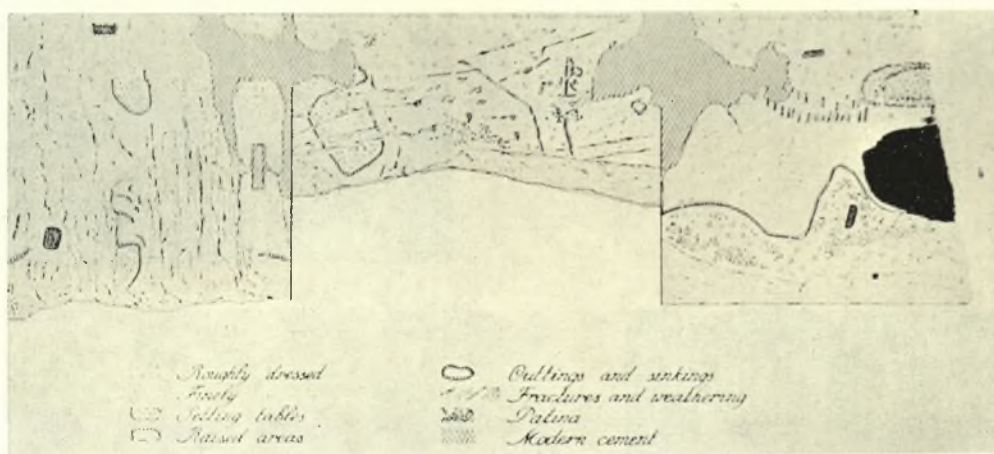 Roughly dressed
Finely
Setting tables
Raised areas
Cuttings and sinkings
Fractures and weathering
Patina
Modern cement